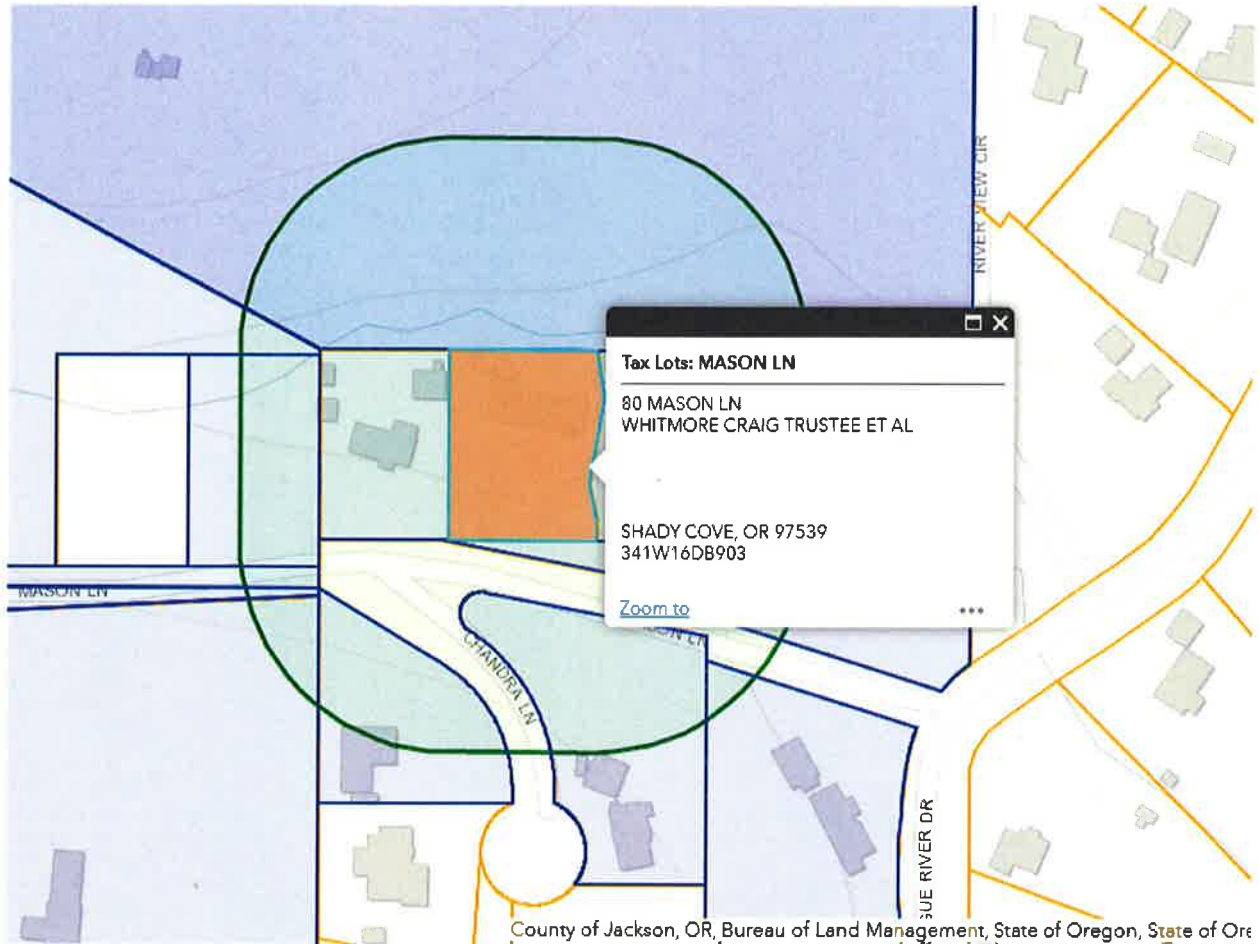 RIVER VIEW CIR
Tax Lots: MASON LN
80 MASON LN
WHITMORE CRAIG TRUSTEE ET AL
SHADY COVE, OR 97539
341W16DB903
Zoom to
•••
MASON LN
LN
CHANDRA LN
GUE RIVER DR
County of Jackson, OR, Bureau of Land Management, State of Oregon, State of Ore